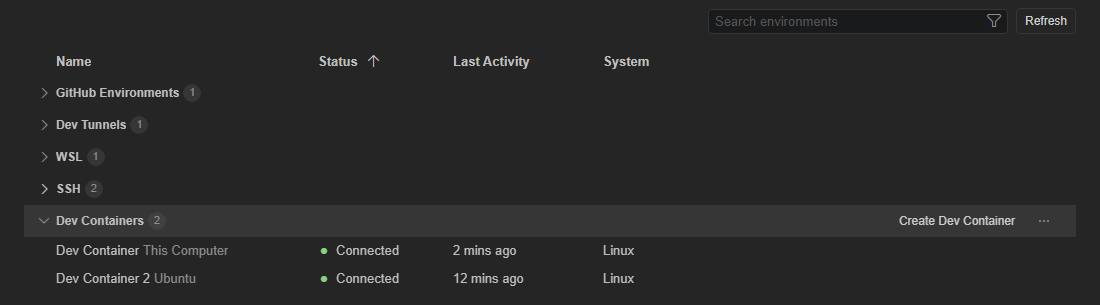 Search environments Refresh
Name Status Last Activity System
GitHub Environments 1
Dev Tunnels 1
WSL 1
SSH 2
Dev Containers 2 Create Dev Container ...
Dev Container This Computer Connected 2 mins ago Linux
Dev Container 2 Ubuntu Connected 12 mins ago Linux